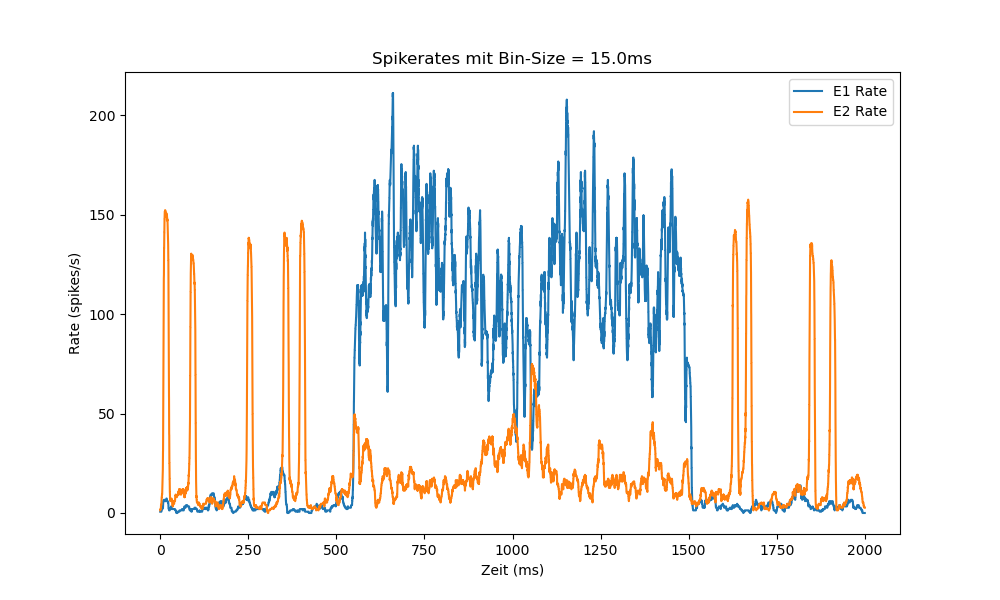 Spikerates mit Bin-Size = 15.0ms
E1 Rate
E2 Rate
Rate (spikes/s)
200
150
100
50
0
0 250 500 750 1000 1250 1500 1750 2000
Zeit (ms)